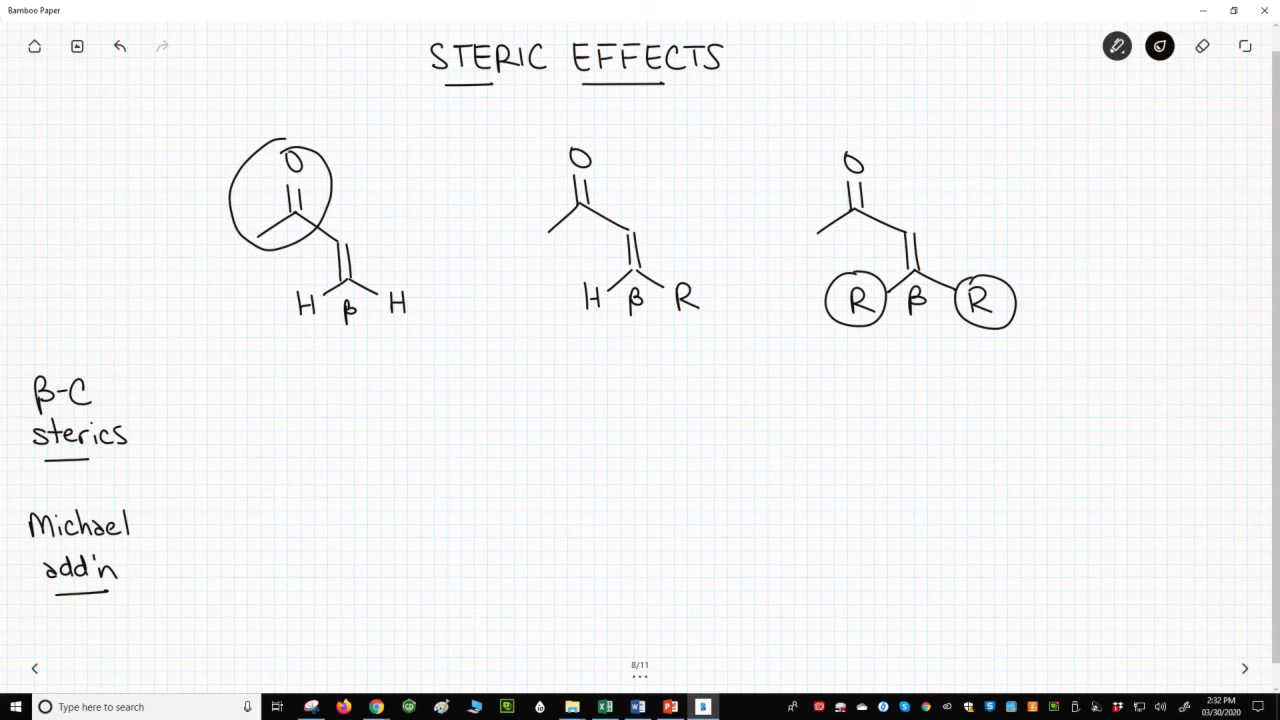 Bamboo Paper
STERIC EFFECTS
O O O
H β H H β R R β R
β-C
sterics
Michael
add'n
8/11
Type here to search
2:32 PM
03/30/2020